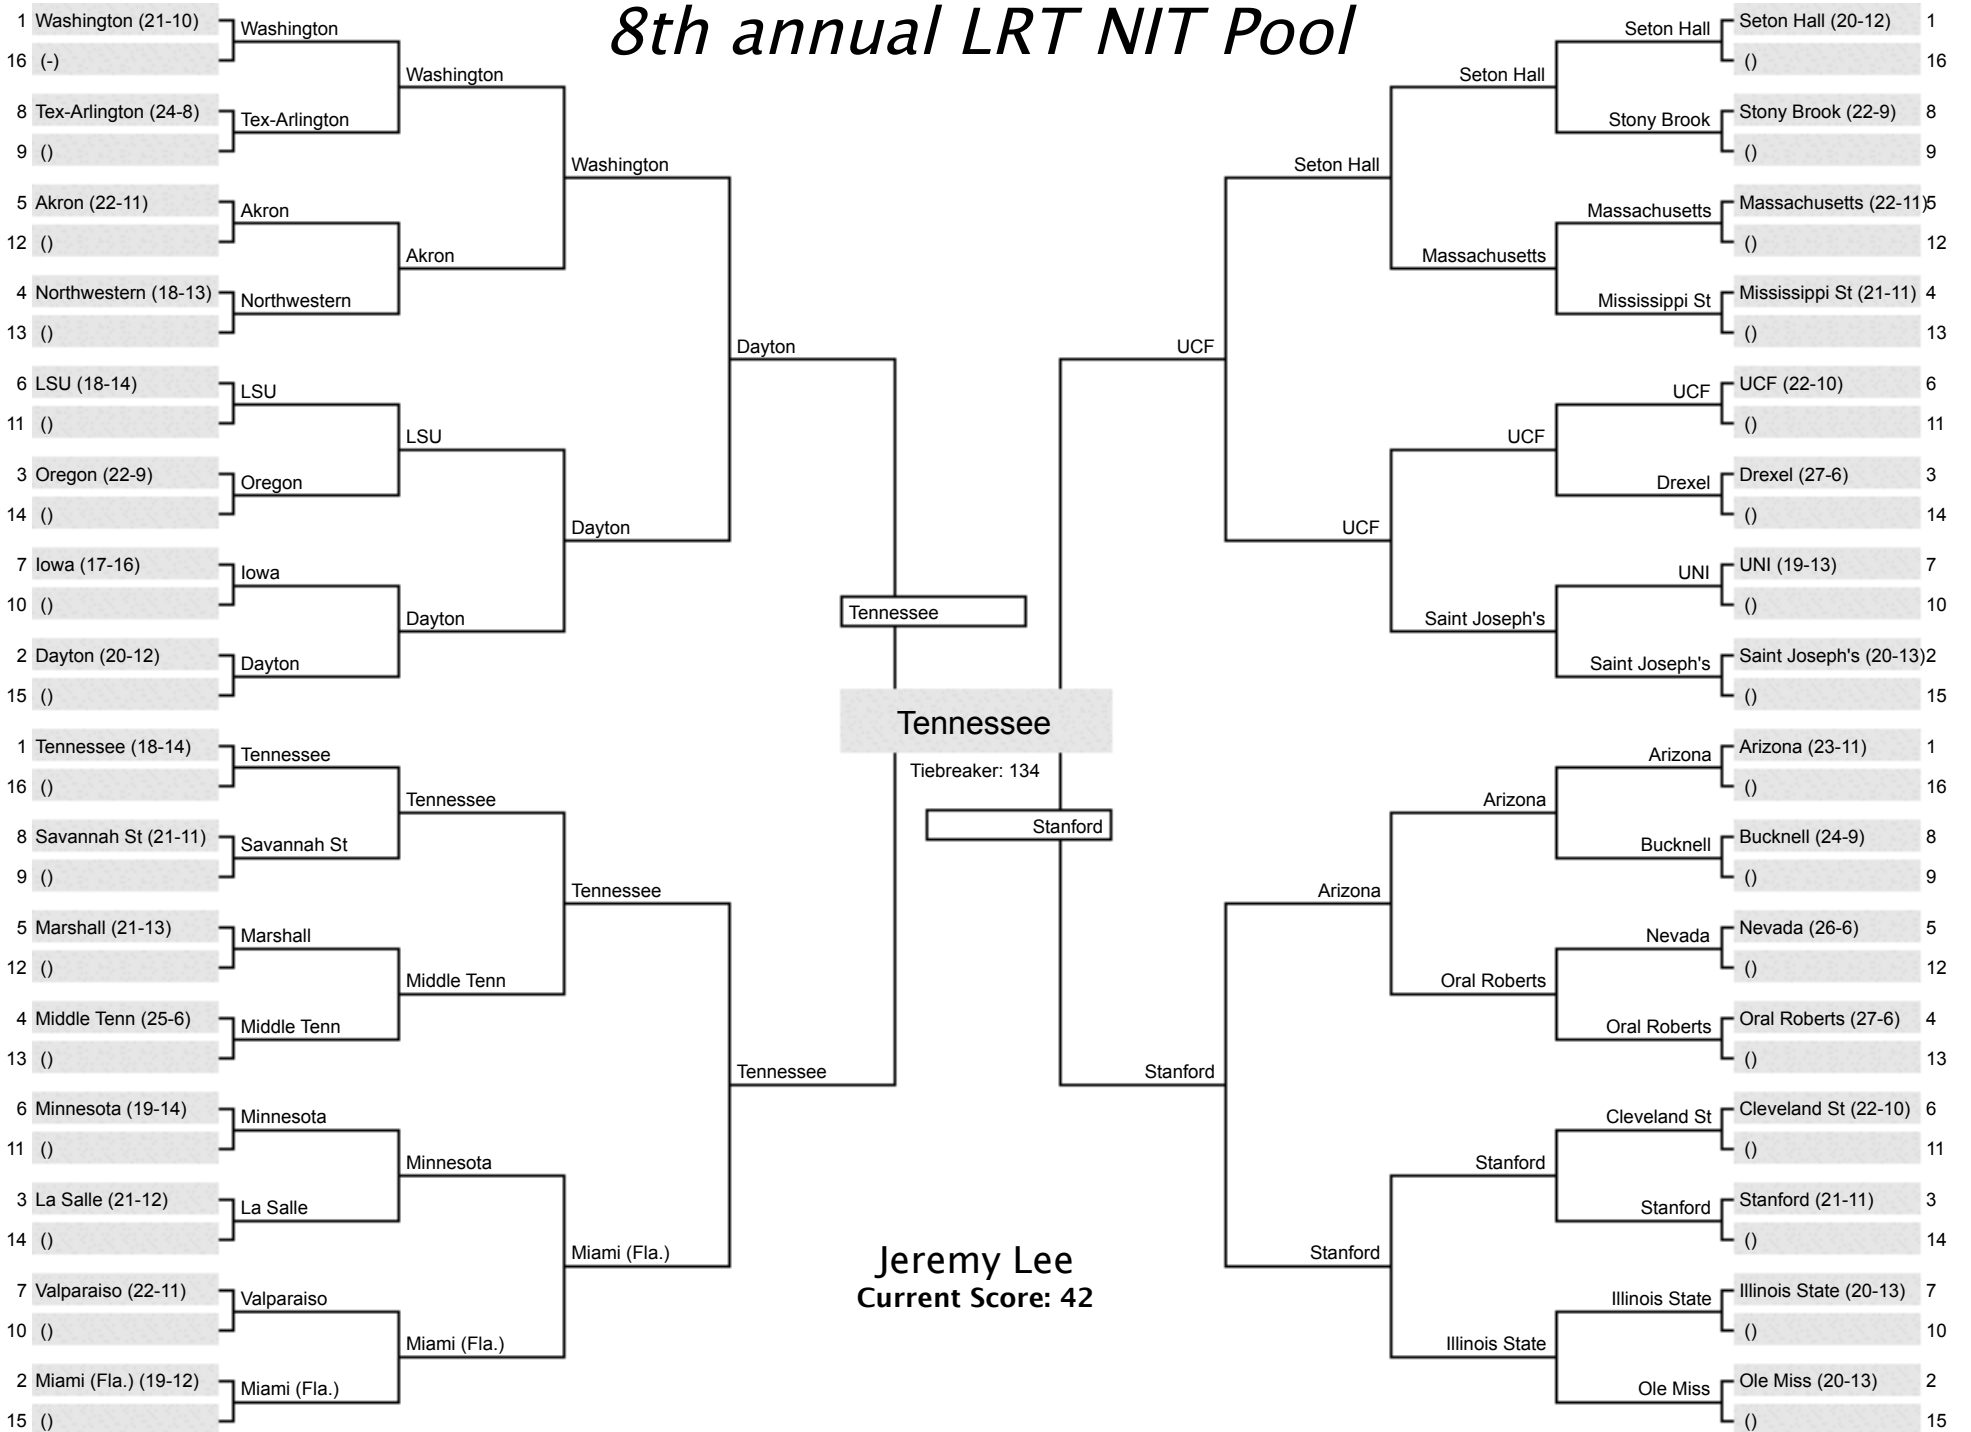 8th annual LRT NIT Pool
1 Washington (21-10)
16 (-)
8 Tex-Arlington (24-8)
9 ()
5 Akron (22-11)
12 ()
4 Northwestern (18-13)
13 ()
6 LSU (18-14)
11 ()
3 Oregon (22-9)
14 ()
7 Iowa (17-16)
10 ()
2 Dayton (20-12)
15 ()
1 Tennessee (18-14)
16 ()
8 Savannah St (21-11)
9 ()
5 Marshall (21-13)
12 ()
4 Middle Tenn (25-6)
13 ()
6 Minnesota (19-14)
11 ()
3 La Salle (21-12)
14 ()
7 Valparaiso (22-11)
10 ()
2 Miami (Fla.) (19-12)
15 ()
Washington
Tex-Arlington
Akron
Northwestern
LSU
Oregon
Iowa
Dayton
Tennessee
Savannah St
Marshall
Middle Tenn
Minnesota
La Salle
Valparaiso
Miami (Fla.)
Washington
Akron
LSU
Dayton
Tennessee
Middle Tenn
Minnesota
Miami (Fla.)
Washington
Dayton
Tennessee
Miami (Fla.)
Dayton
Tennessee
Tennessee
Tennessee
Tiebreaker: 134
Stanford
Jeremy Lee
Current Score: 42
UCF
Stanford
Seton Hall
UCF
Arizona
Stanford
Seton Hall
Massachusetts
UCF
Saint Joseph's
Arizona
Oral Roberts
Stanford
Illinois State
Seton Hall
Stony Brook
Massachusetts
Mississippi St
UCF
Drexel
UNI
Saint Joseph's
Arizona
Bucknell
Nevada
Oral Roberts
Cleveland St
Stanford
Illinois State
Ole Miss
Seton Hall (20-12) 1
() 16
Stony Brook (22-9) 8
() 9
Massachusetts (22-11) 5
() 12
Mississippi St (21-11) 4
() 13
UCF (22-10) 6
() 11
Drexel (27-6) 3
() 14
UNI (19-13) 7
() 10
Saint Joseph's (20-13) 2
() 15
Arizona (23-11) 1
() 16
Bucknell (24-9) 8
() 9
Nevada (26-6) 5
() 12
Oral Roberts (27-6) 4
() 13
Cleveland St (22-10) 6
() 11
Stanford (21-11) 3
() 14
Illinois State (20-13) 7
() 10
Ole Miss (20-13) 2
() 15